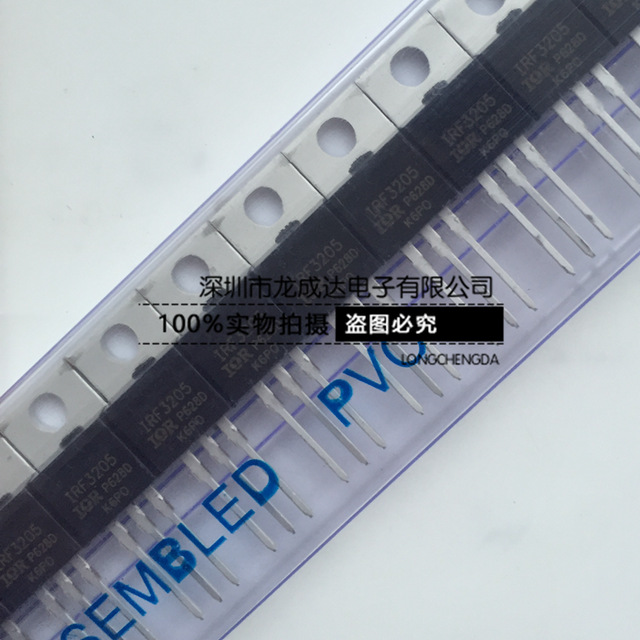 IRF3205
IOR P628D
K6P0
深圳市龙成达电子有限公司
100%实物拍摄 盗图必究
LONGCHENGDA
PVC
SEMBLED